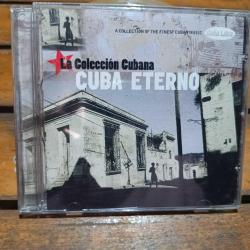 A COLLECTION OF THE FINEST CUBAN MUSIC
La Colección Cubana
CUBA ETERNO